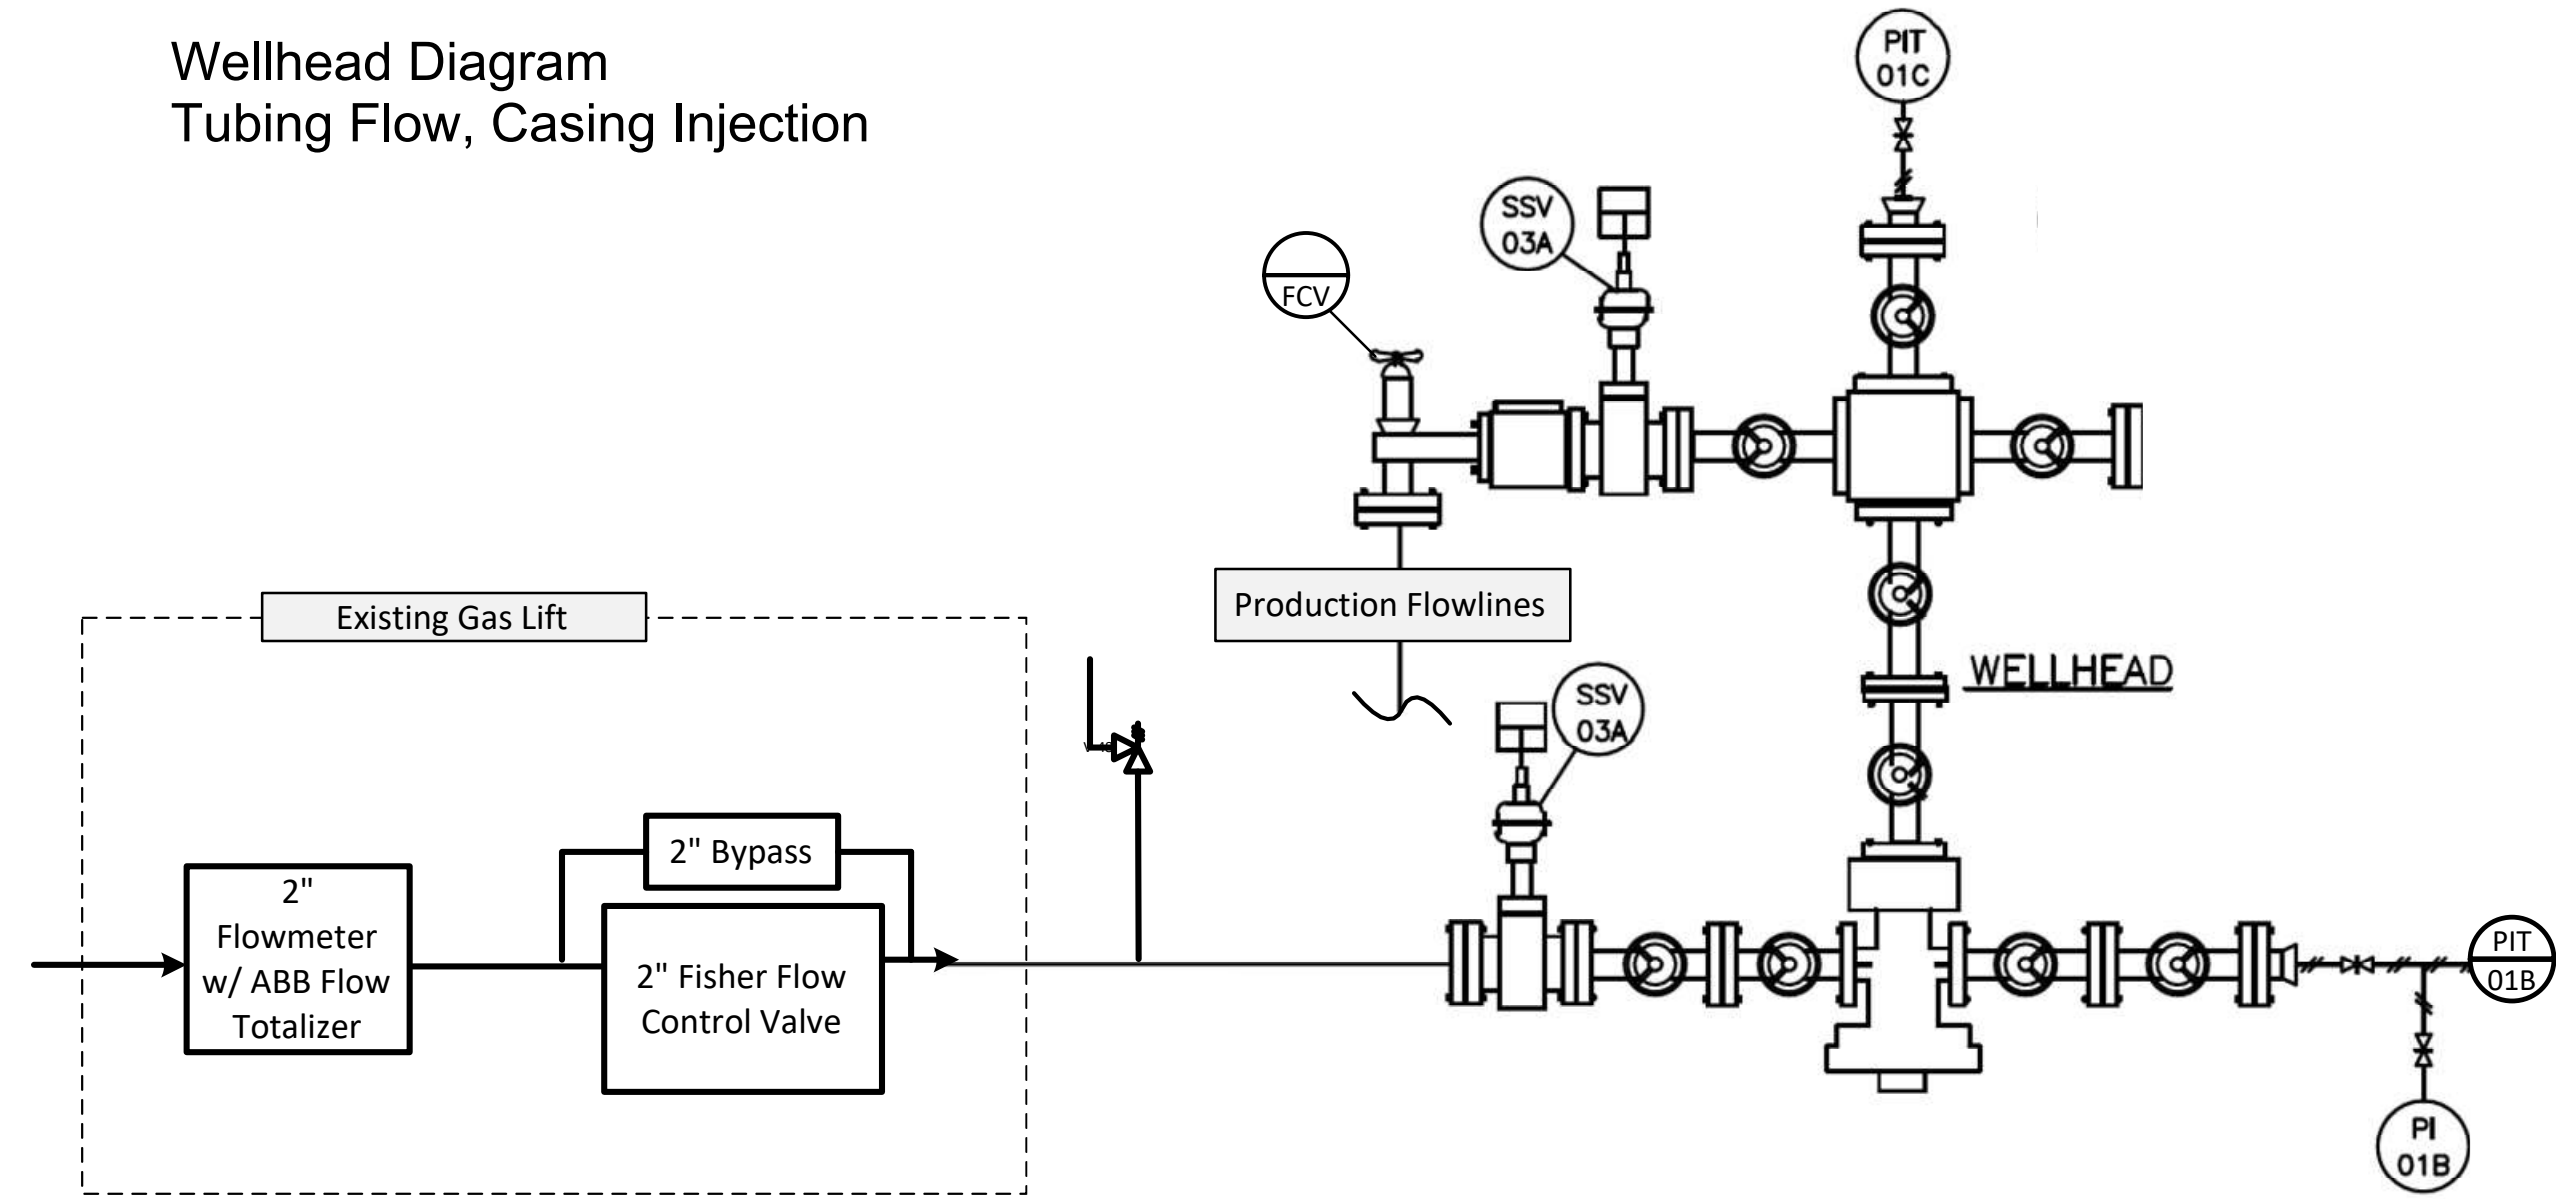 Wellhead Diagram
Tubing Flow, Casing Injection
PIT
01C
SSV
03A
FCV
Existing Gas Lift
Production Flowlines
WELLHEAD
SSV
03A
2" Bypass
2"
Flowmeter
w/ ABB Flow
Totalizer
2" Fisher Flow
Control Valve
PIT
01B
PI
01B